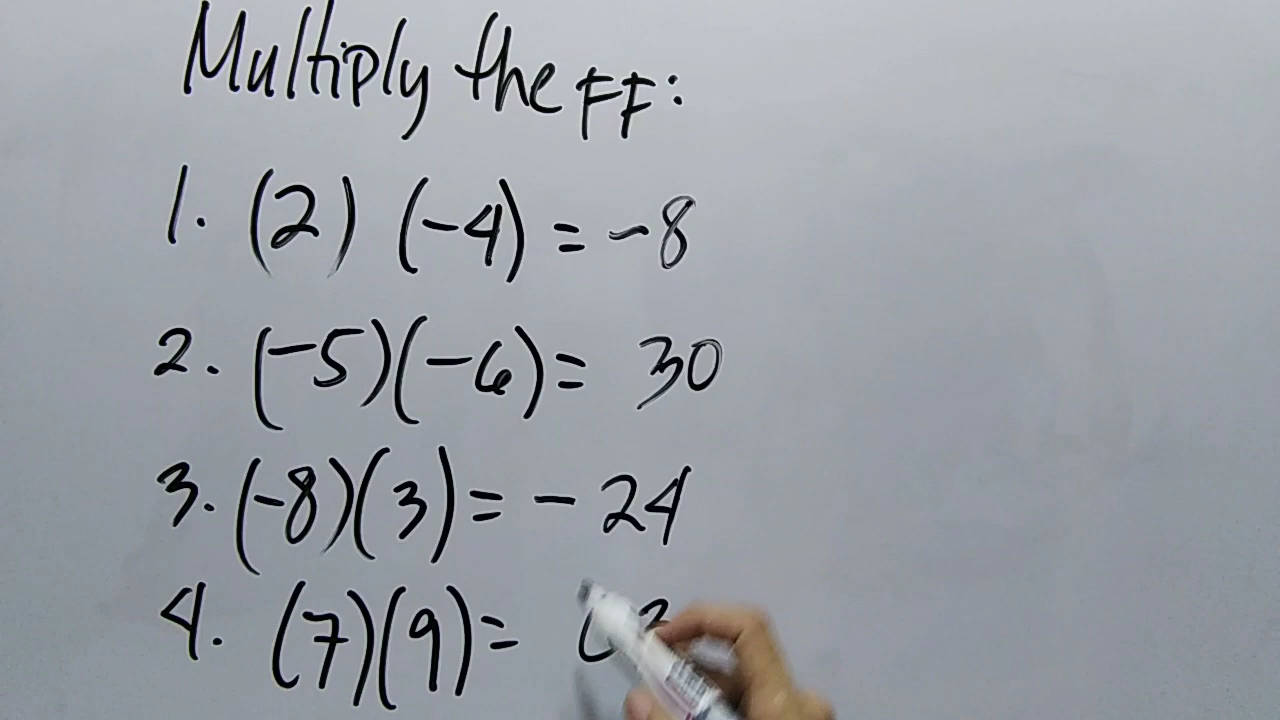 Multiply the FF:
1. (2) (-4) = -8
2. (-5)(-6) = 30
3. (-8)(3) = - 24
4. (7)(9) =